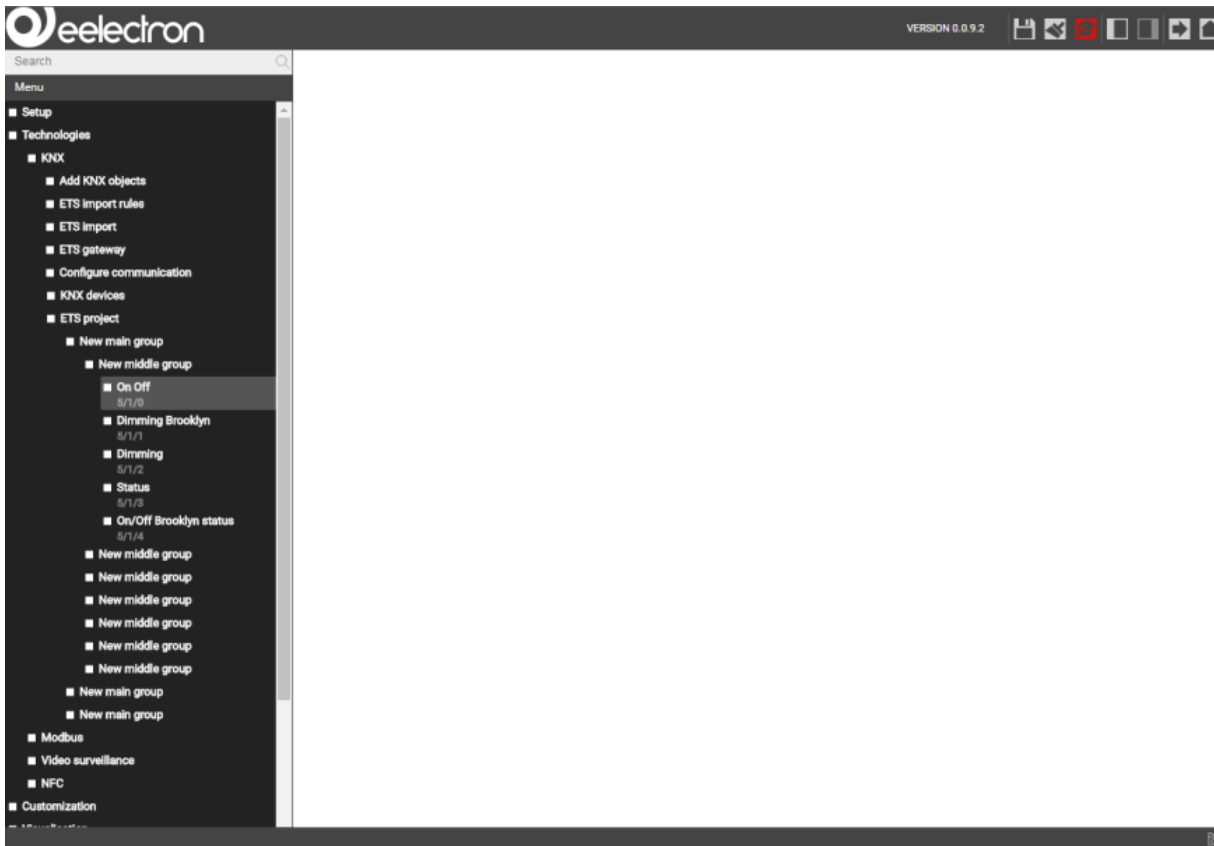 eelectron
VERSION 0.0.9.2
Search
Menu
Setup
Technologies
KNX
Add KNX objects
ETS import rules
ETS import
ETS gateway
Configure communication
KNX devices
ETS project
New main group
New middle group
On Off
5/1/0
Dimming Brooklyn
5/1/1
Dimming
5/1/2
Status
5/1/3
On/Off Brooklyn status
5/1/4
New middle group
New middle group
New middle group
New middle group
New middle group
New middle group
New main group
New main group
Modbus
Video surveillance
NFC
Customization